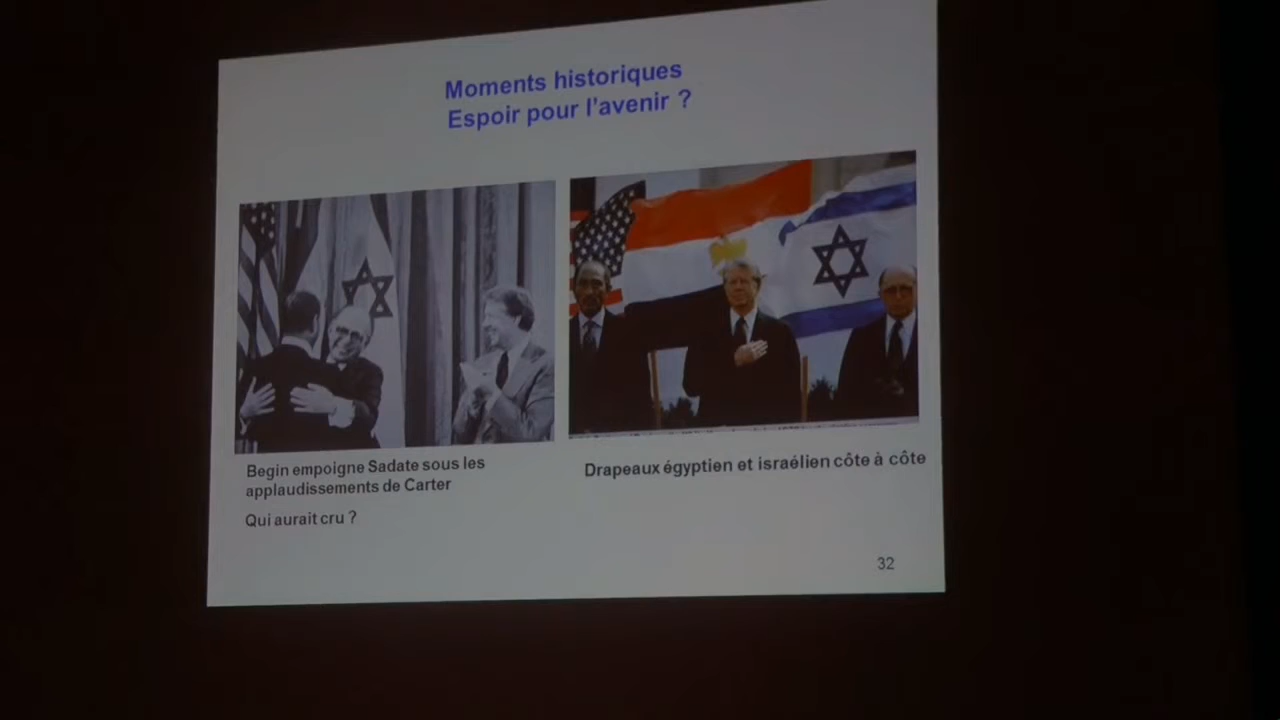 Moments historiques
Espoir pour l'avenir ?
Begin empoigne Sadate sous les
applaudissements de Carter
Qui aurait cru ?
Drapeaux égyptien et israélien côte à côte
32